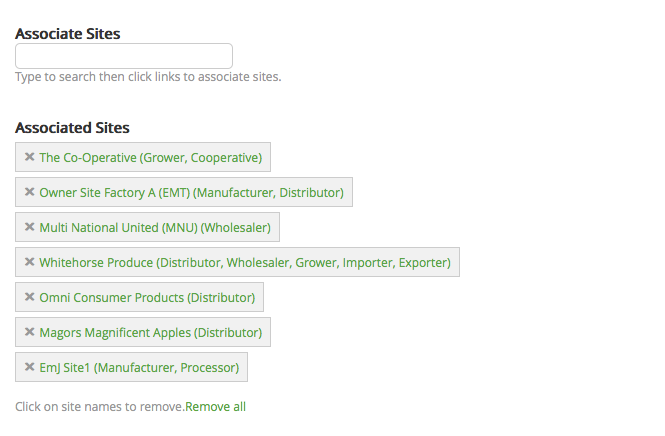 Associate Sites
Type to search then click links to associate sites.
Associated Sites
✖ The Co-Operative (Grower, Cooperative)
✖ Owner Site Factory A (EMT) (Manufacturer, Distributor)
✖ Multi National United (MNU) (Wholesaler)
✖ Whitehorse Produce (Distributor, Wholesaler, Grower, Importer, Exporter)
✖ Omni Consumer Products (Distributor)
✖ Magors Magnificent Apples (Distributor)
✖ EmJ Site1 (Manufacturer, Processor)
Click on site names to remove.Remove all